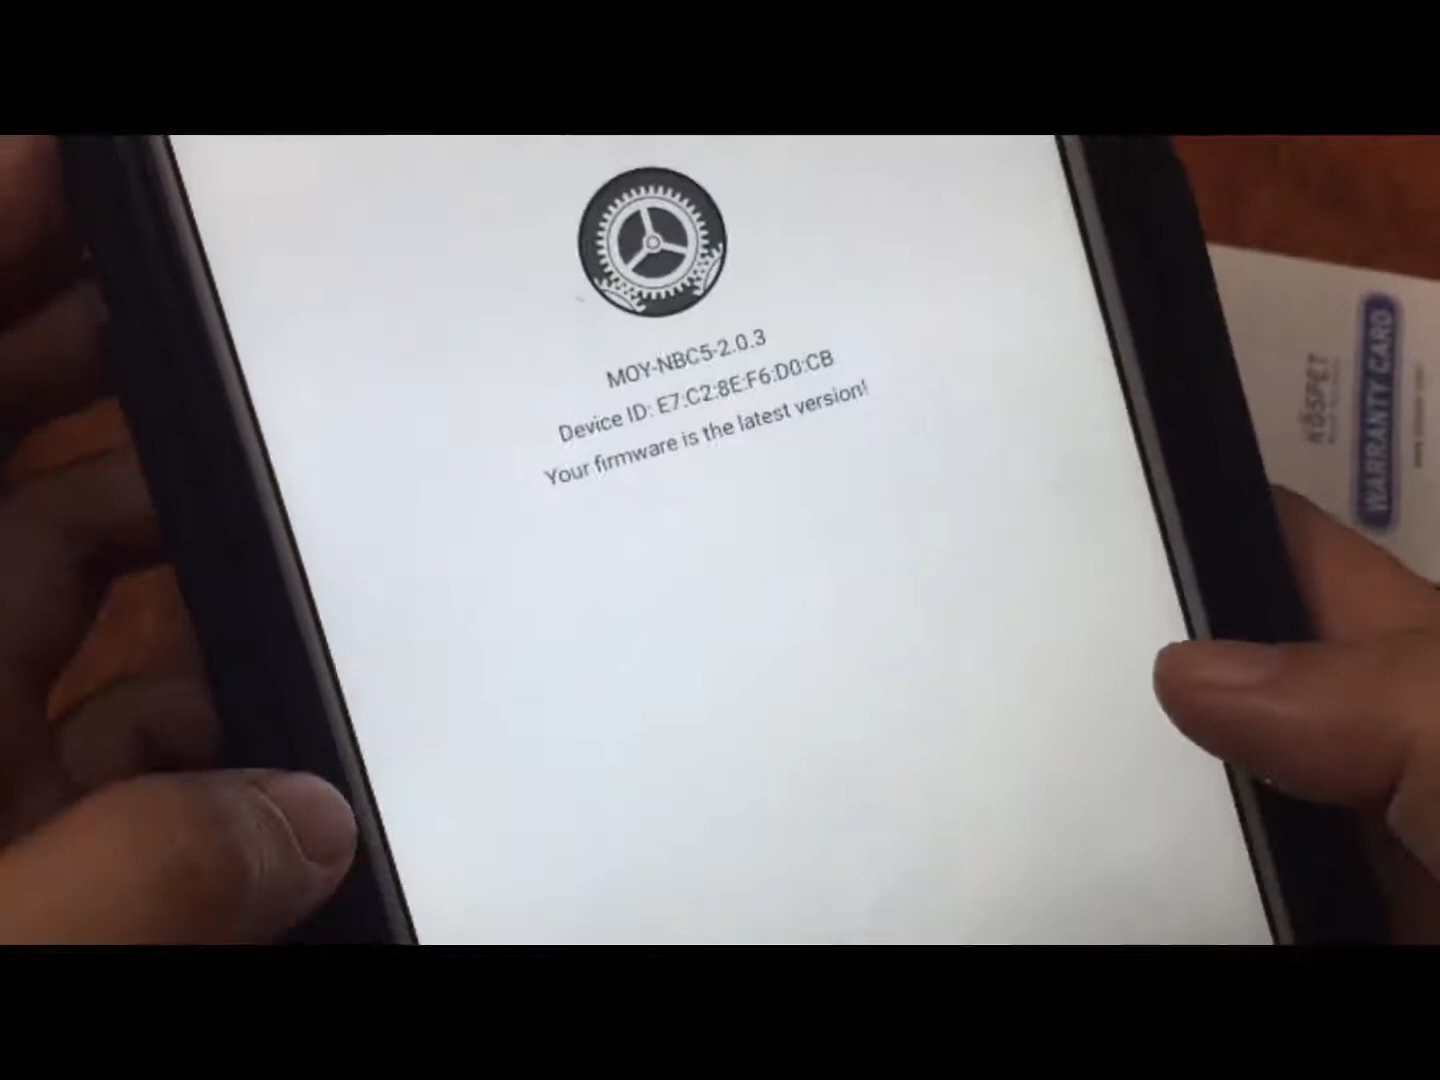 MOY-NBC5-2.0.3
Device ID: E7:C2:8E:F6:D0:CB
Your firmware is the latest version!
KOSPET
WARRANTY CARD